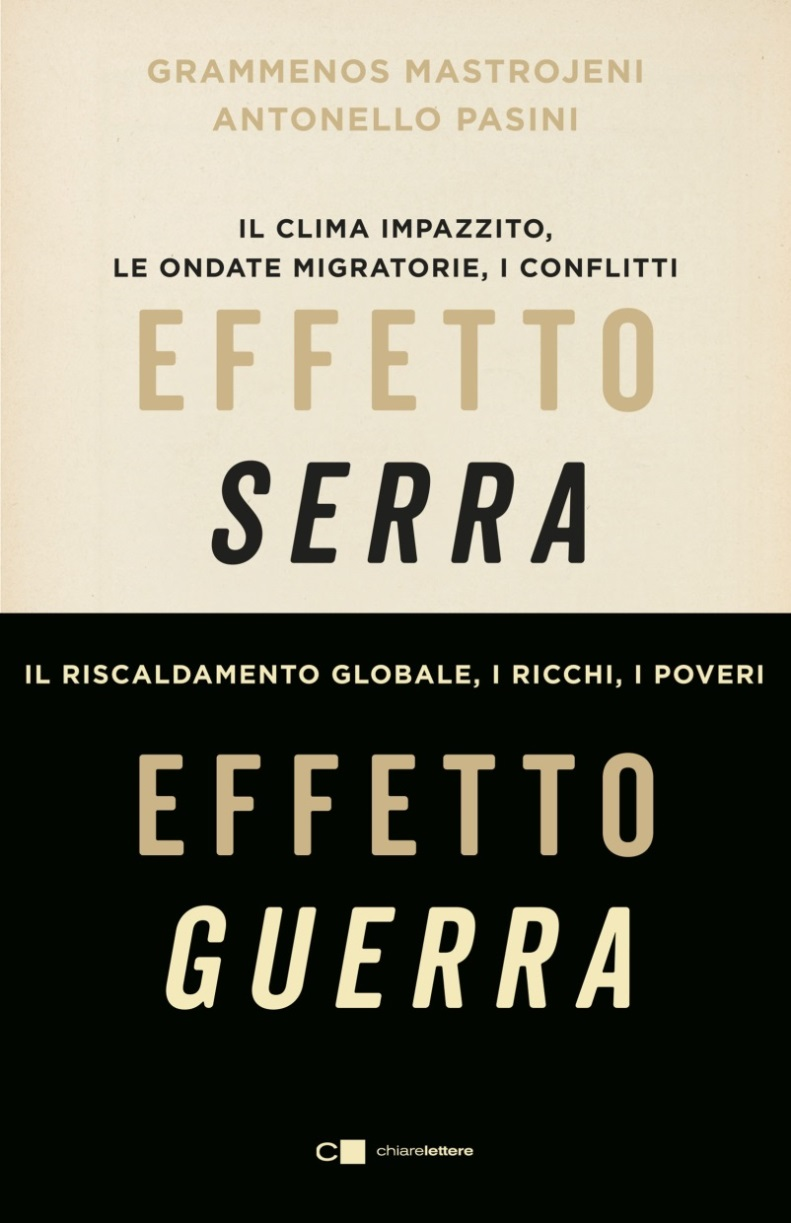 GRAMMENOS MASTROJENI
ANTONELLO PASINI
IL CLIMA IMPAZZITO,
LE ONDATE MIGRATORIE, I CONFLITTI
EFFETTO
SERRA
IL RISCALDAMENTO GLOBALE, I RICCHI, I POVERI
EFFETTO
GUERRA
C chiarelettere